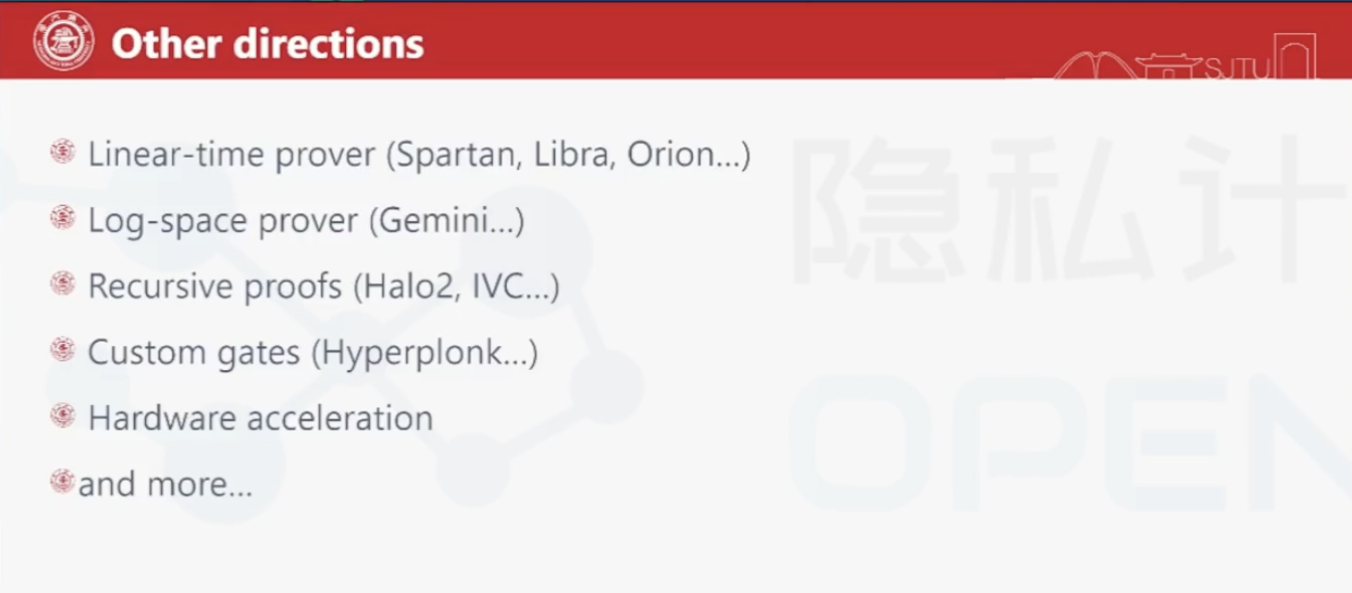 Other directions
SJTU
Linear-time prover (Spartan, Libra, Orion...)
Log-space prover (Gemini...)
Recursive proofs (Halo2, IVC...)
Custom gates (Hyperplonk...)
Hardware acceleration
and more...
隐私计
OPEN